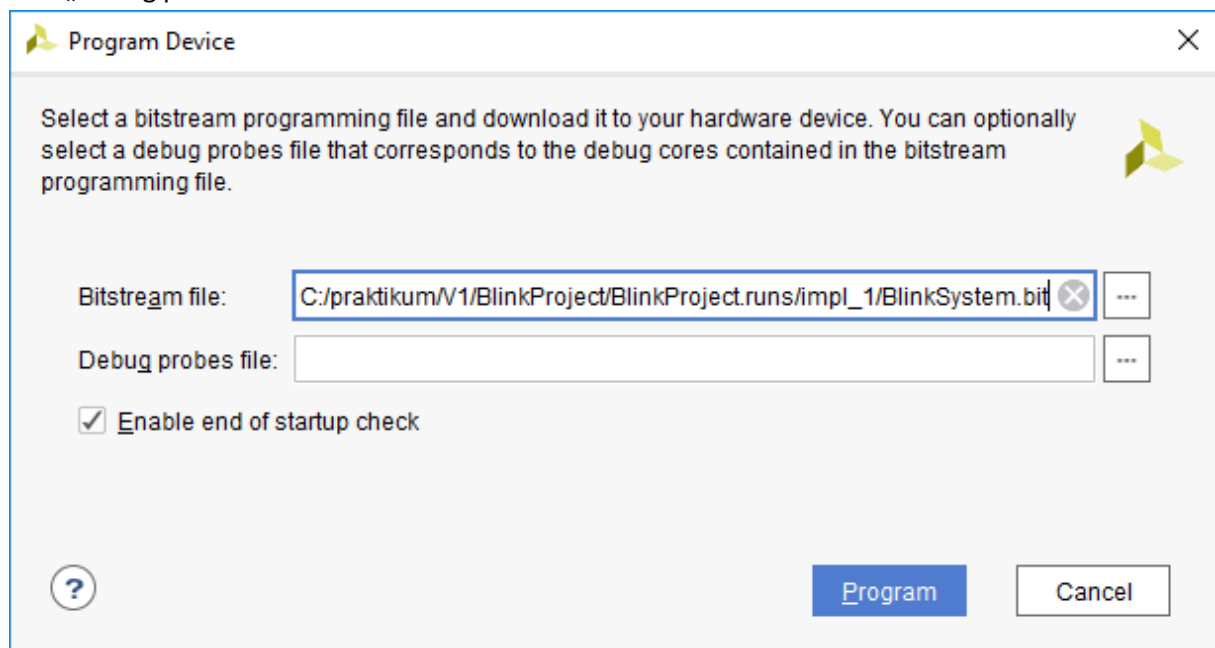 Program Device
Select a bitstream programming file and download it to your hardware device. You can optionally
select a debug probes file that corresponds to the debug cores contained in the bitstream
programming file.
Bitstream file: C:/praktikum/V1/BlinkProject/BlinkProject.runs/impl_1/BlinkSystem.bit ...
Debug probes file: ...
Enable end of startup check
? Program Cancel